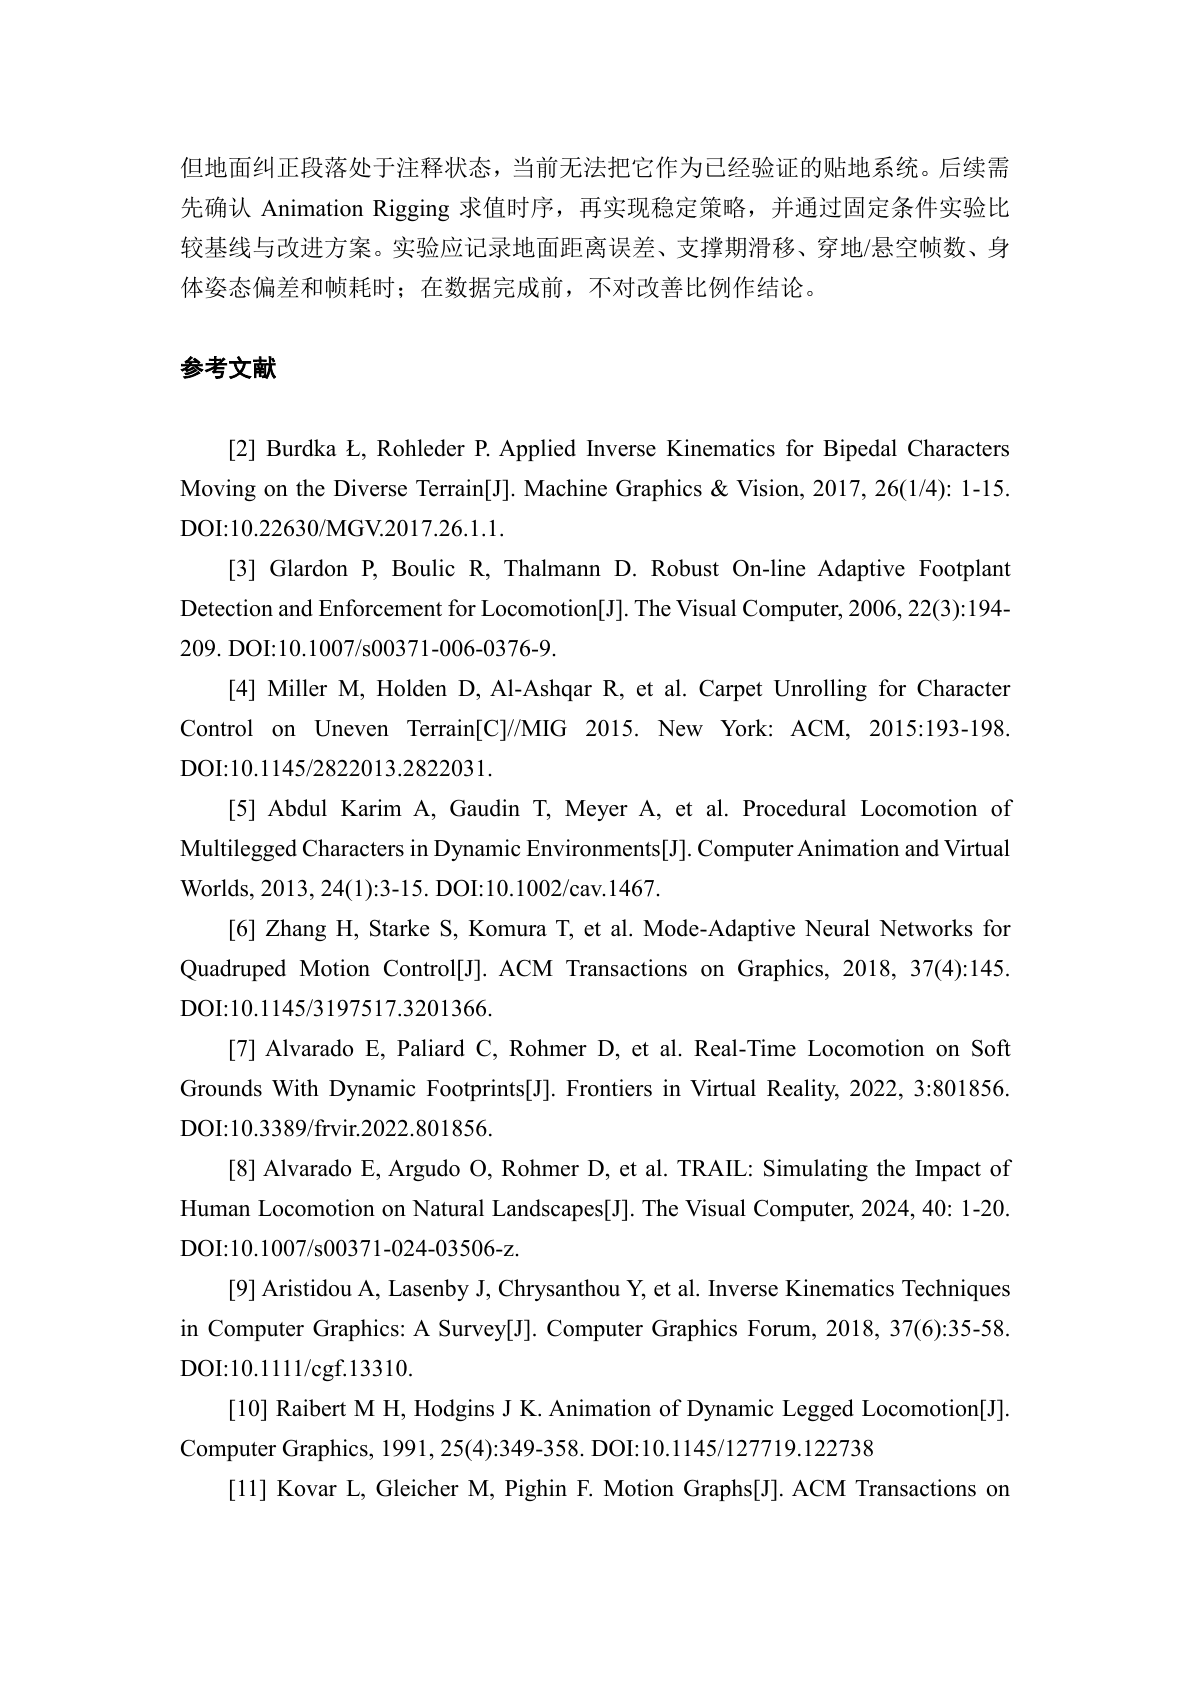 但地面纠正段落处于注释状态，当前无法把它作为已经验证的贴地系统。后续需
先确认 Animation Rigging 求值时序，再实现稳定策略，并通过固定条件实验比
较基线与改进方案。实验应记录地面距离误差、支撑期滑移、穿地/悬空帧数、身
体姿态偏差和帧耗时；在数据完成前，不对改善比例作结论。
参考文献
[2] Burdka Ł, Rohleder P. Applied Inverse Kinematics for Bipedal Characters
Moving on the Diverse Terrain[J]. Machine Graphics & Vision, 2017, 26(1/4): 1-15.
DOI:10.22630/MGV.2017.26.1.1.
[3] Glardon P, Boulic R, Thalmann D. Robust On-line Adaptive Footplant
Detection and Enforcement for Locomotion[J]. The Visual Computer, 2006, 22(3):194-
209. DOI:10.1007/s00371-006-0376-9.
[4] Miller M, Holden D, Al-Ashqar R, et al. Carpet Unrolling for Character
Control on Uneven Terrain[C]//MIG 2015. New York: ACM, 2015:193-198.
DOI:10.1145/2822013.2822031.
[5] Abdul Karim A, Gaudin T, Meyer A, et al. Procedural Locomotion of
Multilegged Characters in Dynamic Environments[J]. Computer Animation and Virtual
Worlds, 2013, 24(1):3-15. DOI:10.1002/cav.1467.
[6] Zhang H, Starke S, Komura T, et al. Mode-Adaptive Neural Networks for
Quadruped Motion Control[J]. ACM Transactions on Graphics, 2018, 37(4):145.
DOI:10.1145/3197517.3201366.
[7] Alvarado E, Paliard C, Rohmer D, et al. Real-Time Locomotion on Soft
Grounds With Dynamic Footprints[J]. Frontiers in Virtual Reality, 2022, 3:801856.
DOI:10.3389/frvir.2022.801856.
[8] Alvarado E, Argudo O, Rohmer D, et al. TRAIL: Simulating the Impact of
Human Locomotion on Natural Landscapes[J]. The Visual Computer, 2024, 40: 1-20.
DOI:10.1007/s00371-024-03506-z.
[9] Aristidou A, Lasenby J, Chrysanthou Y, et al. Inverse Kinematics Techniques
in Computer Graphics: A Survey[J]. Computer Graphics Forum, 2018, 37(6):35-58.
DOI:10.1111/cgf.13310.
[10] Raibert M H, Hodgins J K. Animation of Dynamic Legged Locomotion[J].
Computer Graphics, 1991, 25(4):349-358. DOI:10.1145/127719.122738
[11] Kovar L, Gleicher M, Pighin F. Motion Graphs[J]. ACM Transactions on